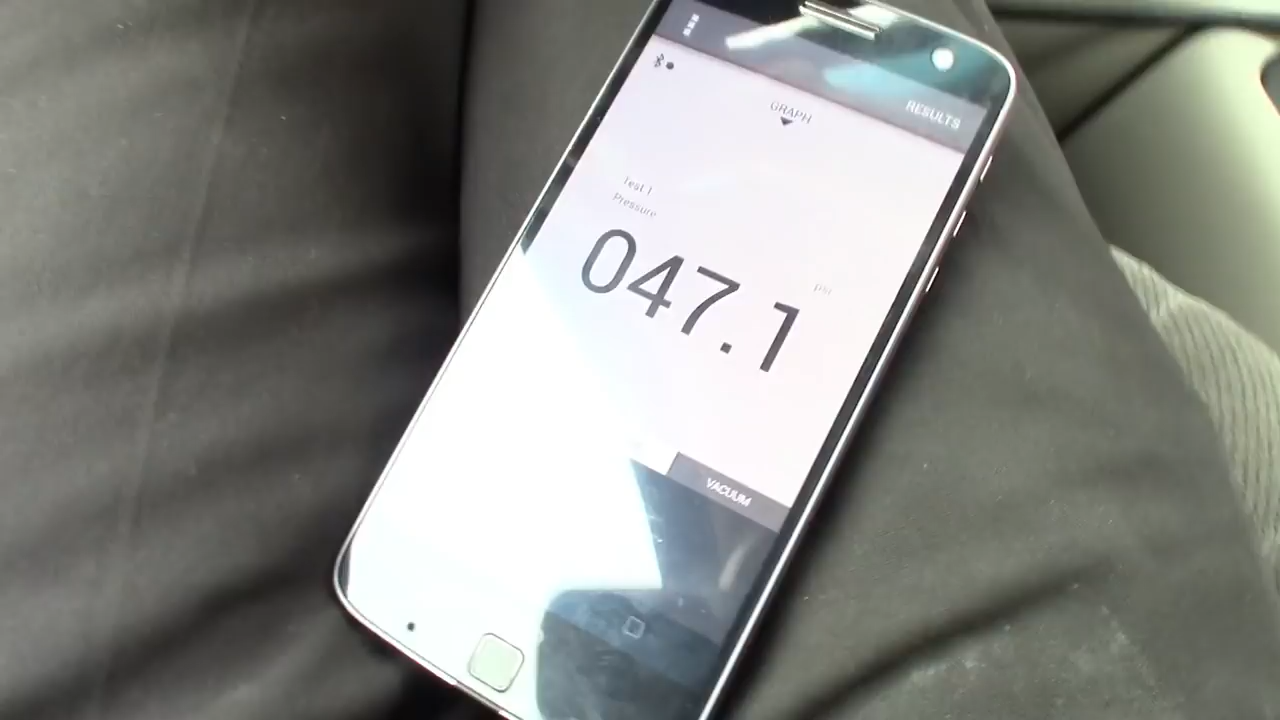 RESULTS
GRAPH
Test 1
Pressure
psi
047.1
VACUUM